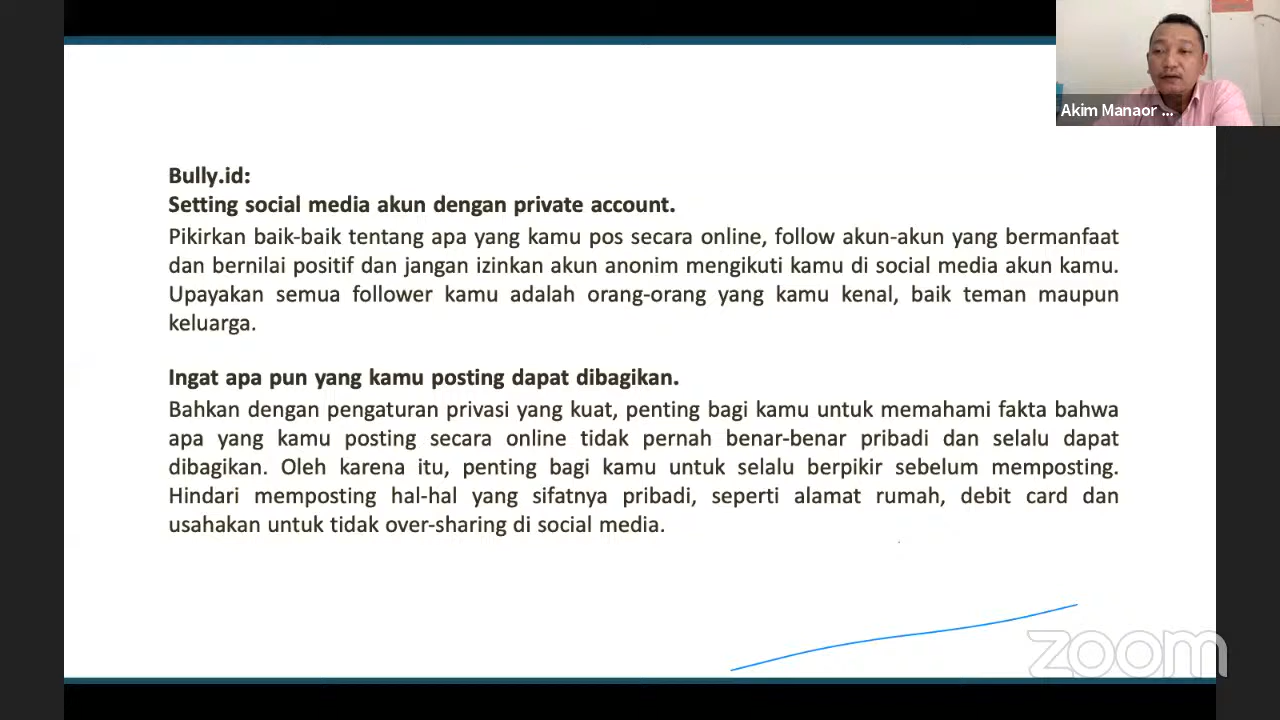 Akim Manaor ...
Bully.id:
Setting social media akun dengan private account.
Pikirkan baik-baik tentang apa yang kamu pos secara online, follow akun-akun yang bermanfaat
dan bernilai positif dan jangan izinkan akun anonim mengikuti kamu di social media akun kamu.
Upayakan semua follower kamu adalah orang-orang yang kamu kenal, baik teman maupun
keluarga.
Ingat apa pun yang kamu posting dapat dibagikan.
Bahkan dengan pengaturan privasi yang kuat, penting bagi kamu untuk memahami fakta bahwa
apa yang kamu posting secara online tidak pernah benar-benar pribadi dan selalu dapat
dibagikan. Oleh karena itu, penting bagi kamu untuk selalu berpikir sebelum memposting.
Hindari memposting hal-hal yang sifatnya pribadi, seperti alamat rumah, debit card dan
usahakan untuk tidak over-sharing di social media.
zoom